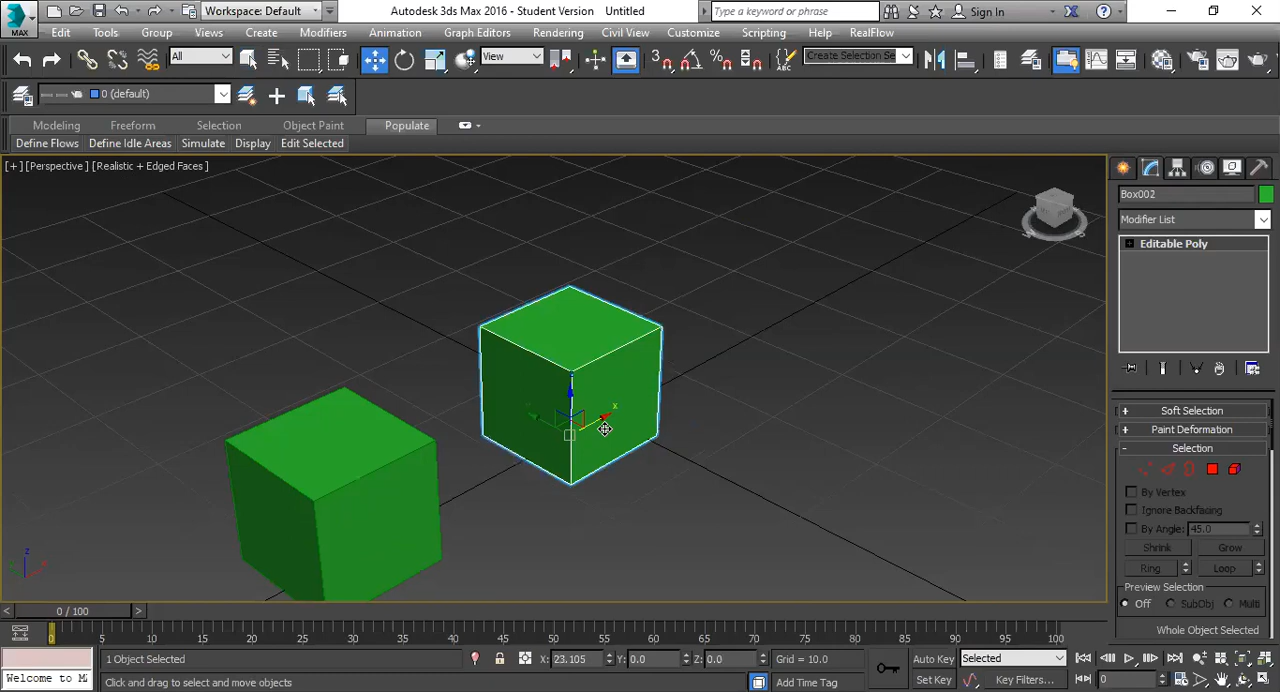 Workspace: Default
Autodesk 3ds Max 2016 - Student Version Untitled
Type a keyword or phrase
Sign In
MAX
Edit Tools Group Views Create Modifiers Animation Graph Editors Rendering Civil View Customize Scripting Help RealFlow
All
View
3
Create Selection Se
0 (default)
Modeling Freeform Selection Object Paint Populate
Define Flows Define Idle Areas Simulate Display Edit Selected
[+] [Perspective] [Realistic + Edged Faces]
Box002
Modifier List
Editable Poly
x
z
+ Soft Selection
+ Paint Deformation
- Selection
By Vertex
Ignore Backfacing
By Angle: 45.0
Shrink Grow
Ring Loop
Preview Selection
Off SubObj Multi
Whole Object Selected
< 0 / 100 >
0 5 10 15 20 25 30 35 40 45 50 55 60 65 70 75 80 85 90 95 100
1 Object Selected
X: 23.105 Y: 0.0 Z: 0.0 Grid = 10.0
Auto Key Selected
Welcome to M
Click and drag to select and move objects
Add Time Tag
Set Key Key Filters...
0